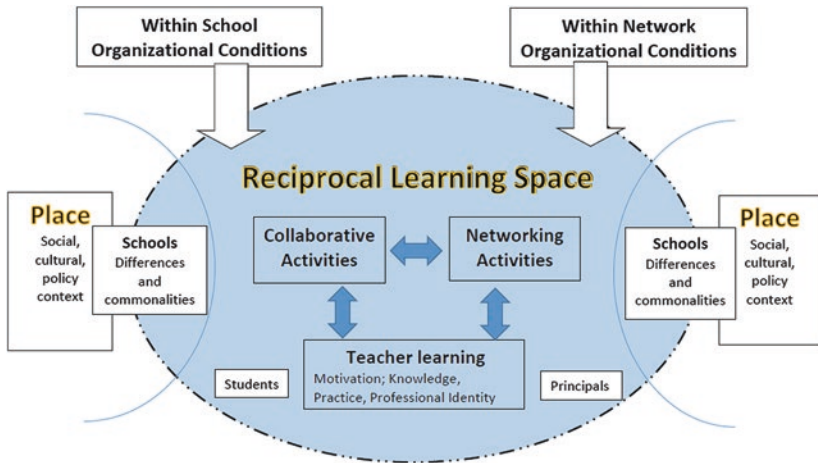 Within School
Organizational Conditions
Within Network
Organizational Conditions
Reciprocal Learning Space
Place
Social,
cultural,
policy
context
Schools
Differences
and
commonalities
Collaborative
Activities
Networking
Activities
Schools
Differences
and
commonalities
Place
Social,
cultural,
policy
context
Teacher learning
Motivation; Knowledge,
Practice, Professional Identity
Students
Principals